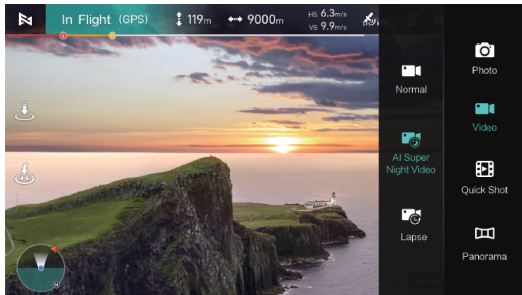 In Flight (GPS)
119m
9000m
HS 6.3m/s
VS 9.9m/s
Normal
AI Super
Night Video
Lapse
Photo
Video
Quick Shot
Panorama